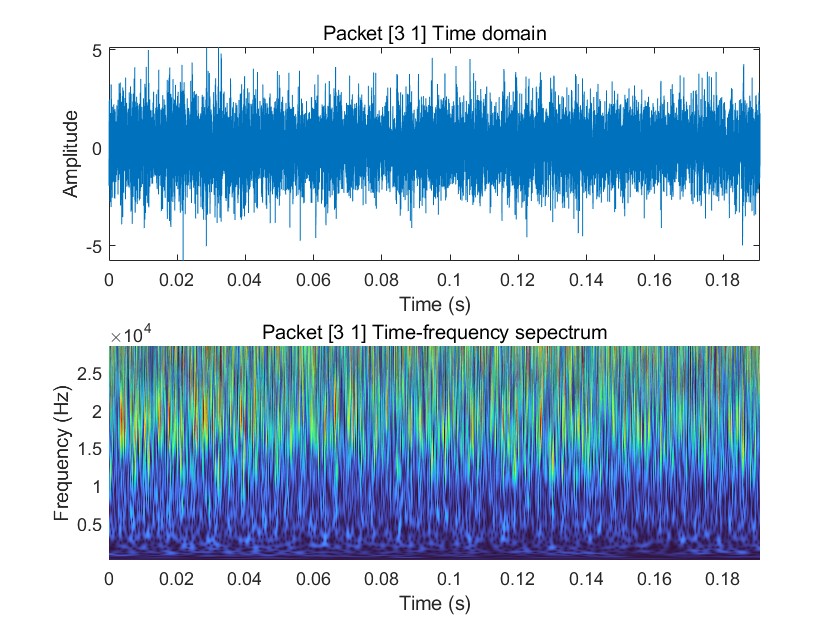 Packet [3 1] Time domain
5
0
-5
Amplitude
0 0.02 0.04 0.06 0.08 0.1 0.12 0.14 0.16 0.18
Time (s)
×10^4
Packet [3 1] Time-frequency sepectrum
2.5
2
1.5
1
0.5
Frequency (Hz)
0 0.02 0.04 0.06 0.08 0.1 0.12 0.14 0.16 0.18
Time (s)